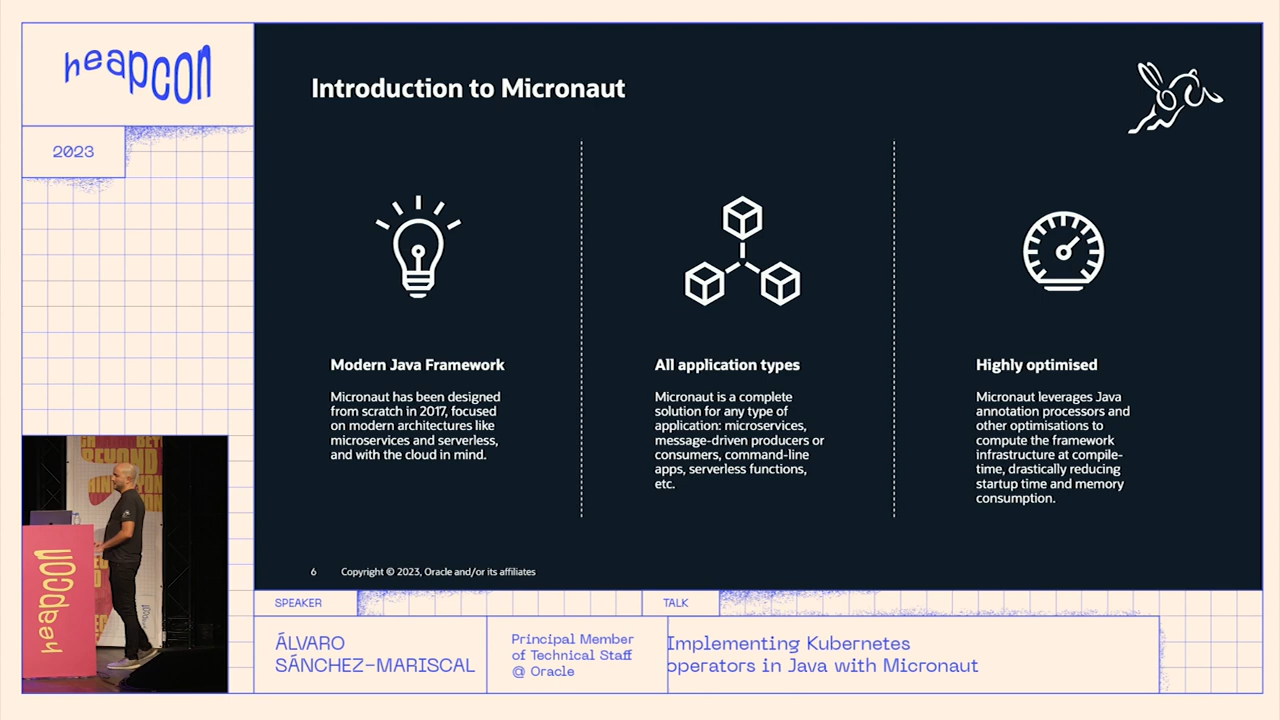 heapcon
2023
Introduction to Micronaut
Modern Java Framework
Micronaut has been designed
from scratch in 2017, focused
on modern architectures like
microservices and serverless,
and with the cloud in mind.
All application types
Micronaut is a complete
solution for any type of
application: microservices,
message-driven producers or
consumers, command-line
apps, serverless functions,
etc.
Highly optimised
Micronaut leverages Java
annotation processors and
other optimisations to
compute the framework
infrastructure at compile-
time, drastically reducing
startup time and memory
consumption.
6 Copyright © 2023, Oracle and/or its affiliates
BEYOND
heapcon
SPEAKER
ÁLVARO
SÁNCHEZ-MARISCAL
Principal Member
of Technical Staff
@ Oracle
TALK
Implementing Kubernetes
operators in Java with Micronaut